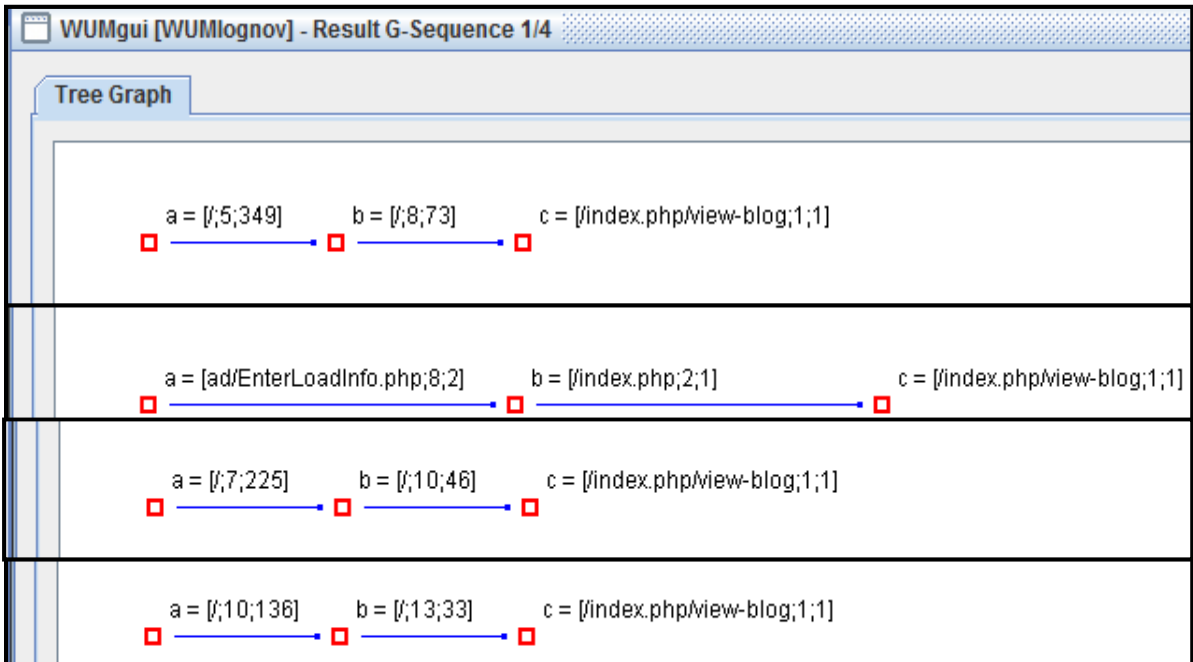 WUMgui [WUMlognov] - Result G-Sequence 1/4
Tree Graph
a = [/;5;349] b = [/;8;73] c = [/index.php/view-blog;1;1]
a = [ad/EnterLoadInfo.php;8;2] b = [/index.php;2;1] c = [/index.php/view-blog;1;1]
a = [/;7;225] b = [/;10;46] c = [/index.php/view-blog;1;1]
a = [/;10;136] b = [/;13;33] c = [/index.php/view-blog;1;1]